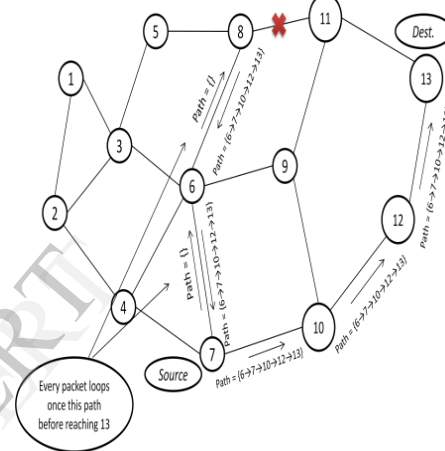 5
8
11
Dest.
1
13
Path = {}
Path = {6→7→10→12→13}
3
6
9
2
12
Path = {6→7→10→12→13}
Path = {}
Path = {6→7→10→12→13}
4
10
Path = {6→7→10→12→13}
Source
7
Path = {6→7→10→12→13}
Every packet loops
once this path
before reaching 13
ERT